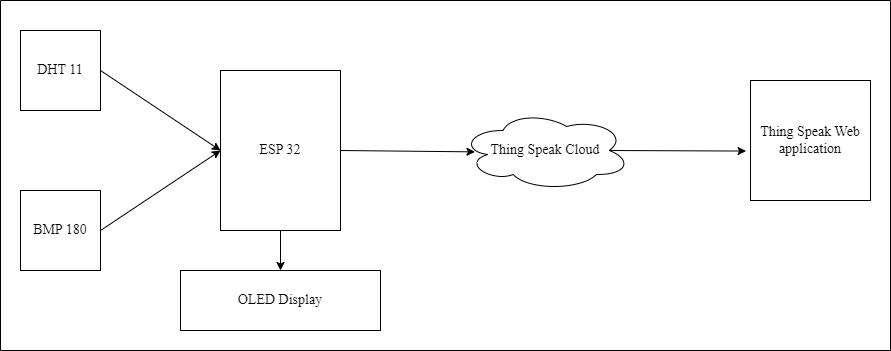 DHT 11
ESP 32
BMP 180
OLED Display
Thing Speak Cloud
Thing Speak Web
application